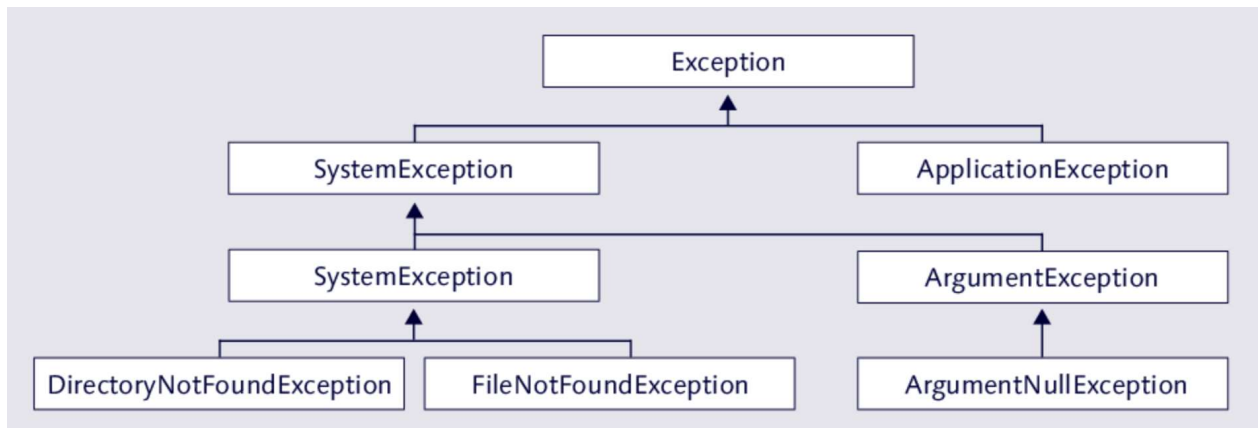 Exception
SystemException
ApplicationException
SystemException
ArgumentException
DirectoryNotFoundException
FileNotFoundException
ArgumentNullException